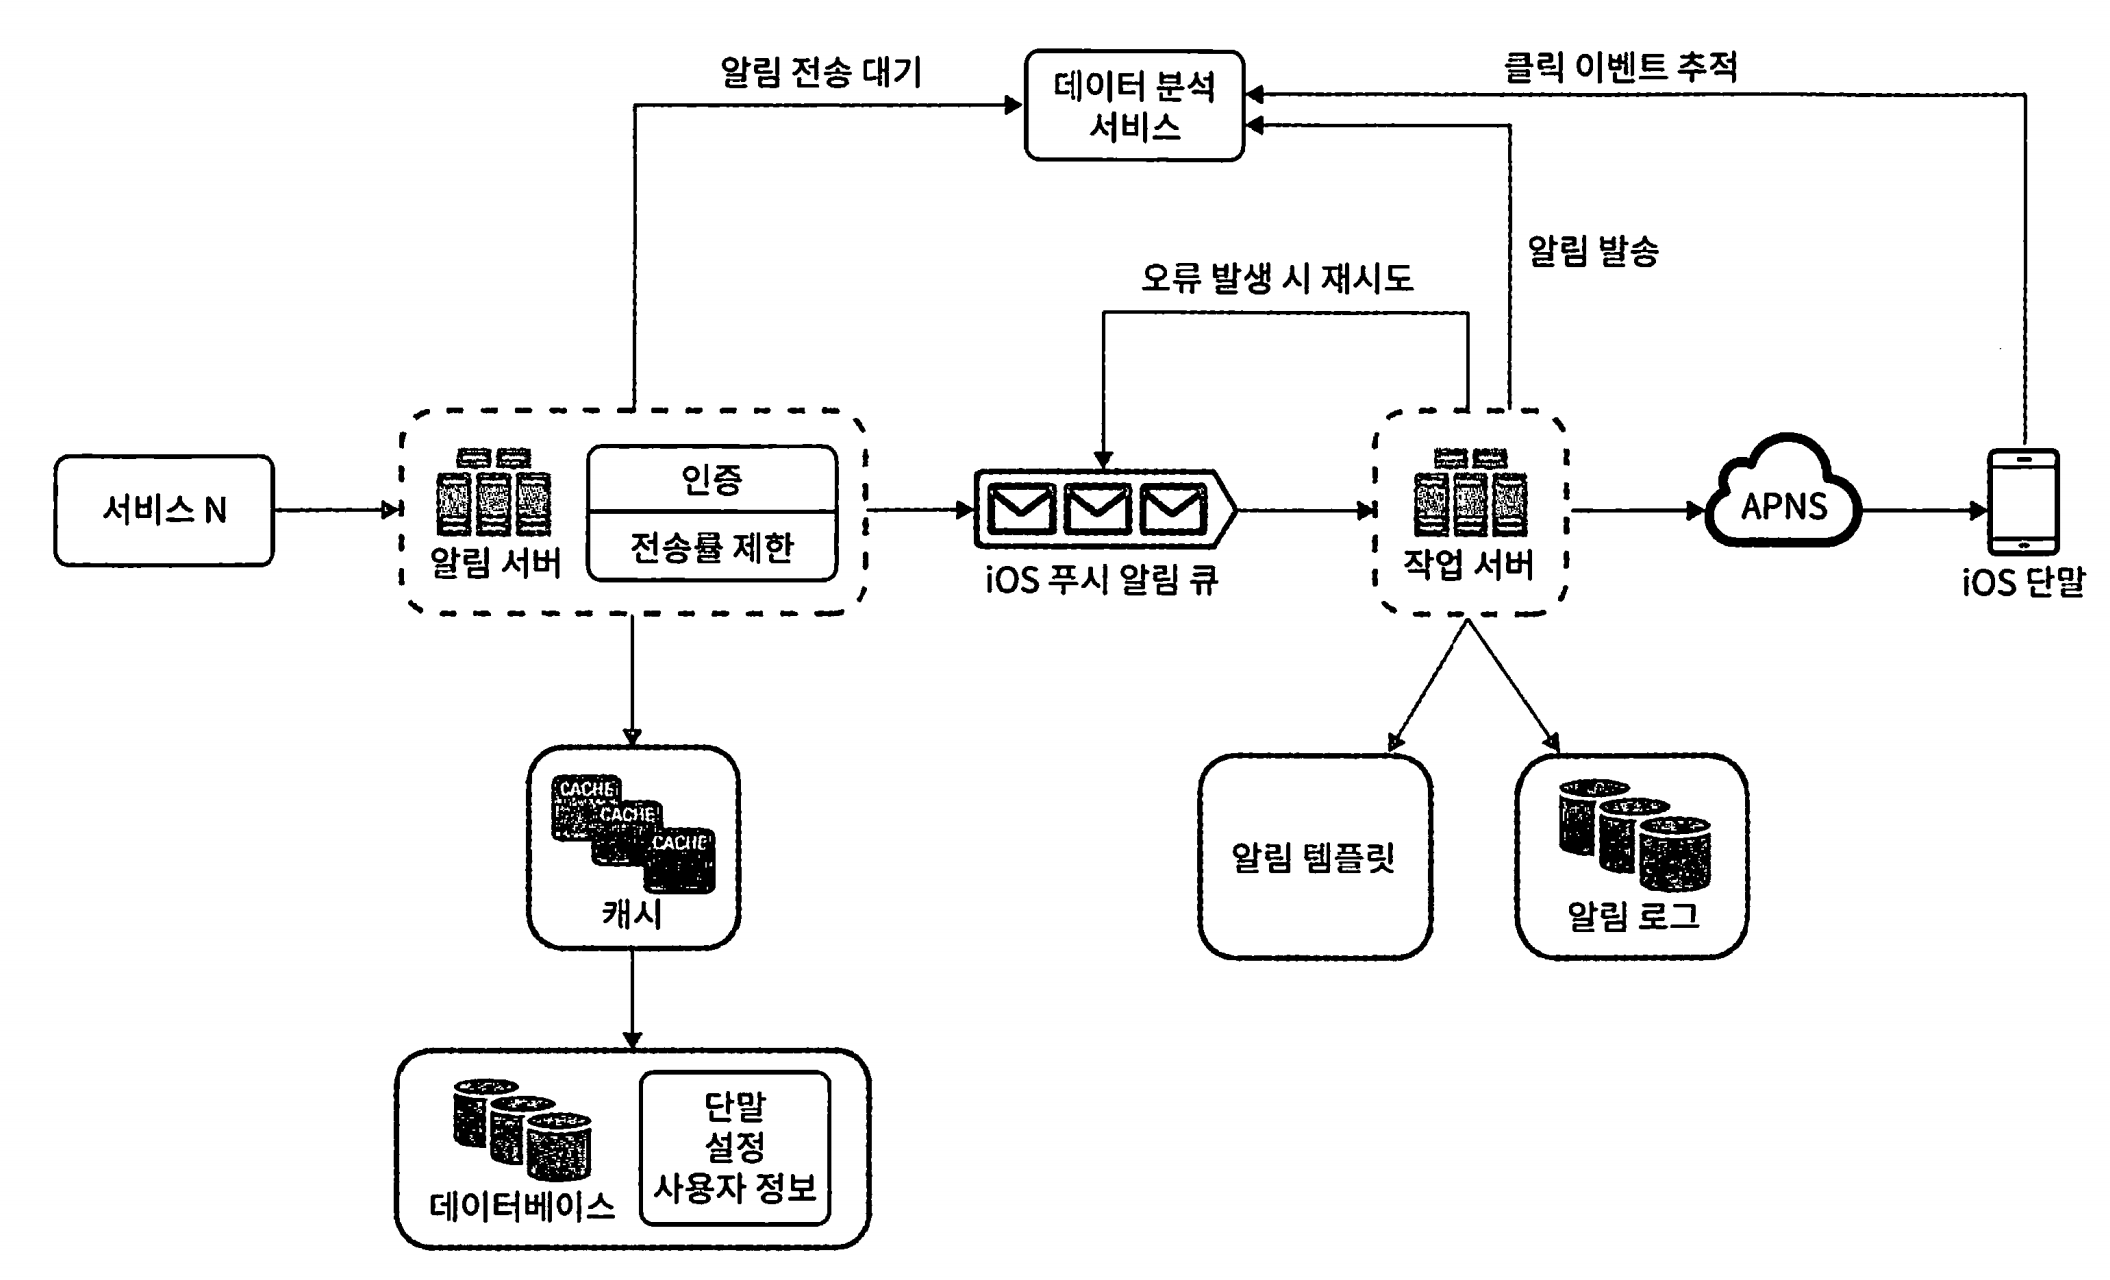 알림 전송 대기
데이터 분석
서비스
클릭 이벤트 추적
알림 발송
오류 발생 시 재시도
서비스 N
알림 서버
인증
전송률 제한
iOS 푸시 알림 큐
작업 서버
APNS
iOS 단말
CACHE
CACHE
CACHE
캐시
알림 템플릿
알림 로그
데이터베이스
단말
설정
사용자 정보